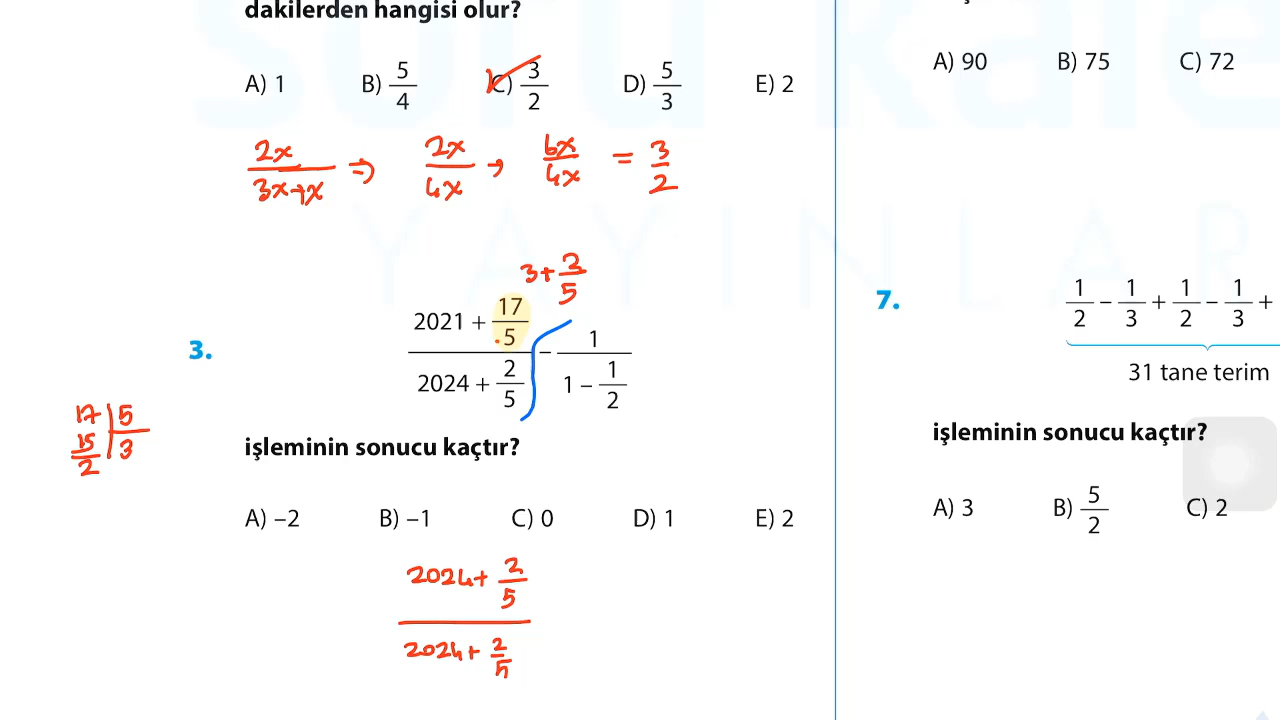 dakilerden hangisi olur?
A) 1 B) 5/4 C) 3/2 D) 5/3 E) 2
2x/3x+x => 2x/4x, 6x/4x = 3/2
3+2/5
3. 2021 + 17/5 / 2024 + 2/5 – 1 / 1 – 1/2
17 5
15 3
2
işleminin sonucu kaçtır?
A) –2 B) –1 C) 0 D) 1 E) 2
2024+ 2/5
2024+ 2/5
A) 90 B) 75 C) 72
7. 1/2 – 1/3 + 1/2 – 1/3 +
31 tane terim
işleminin sonucu kaçtır?
A) 3 B) 5/2 C) 2
YAYINLAR